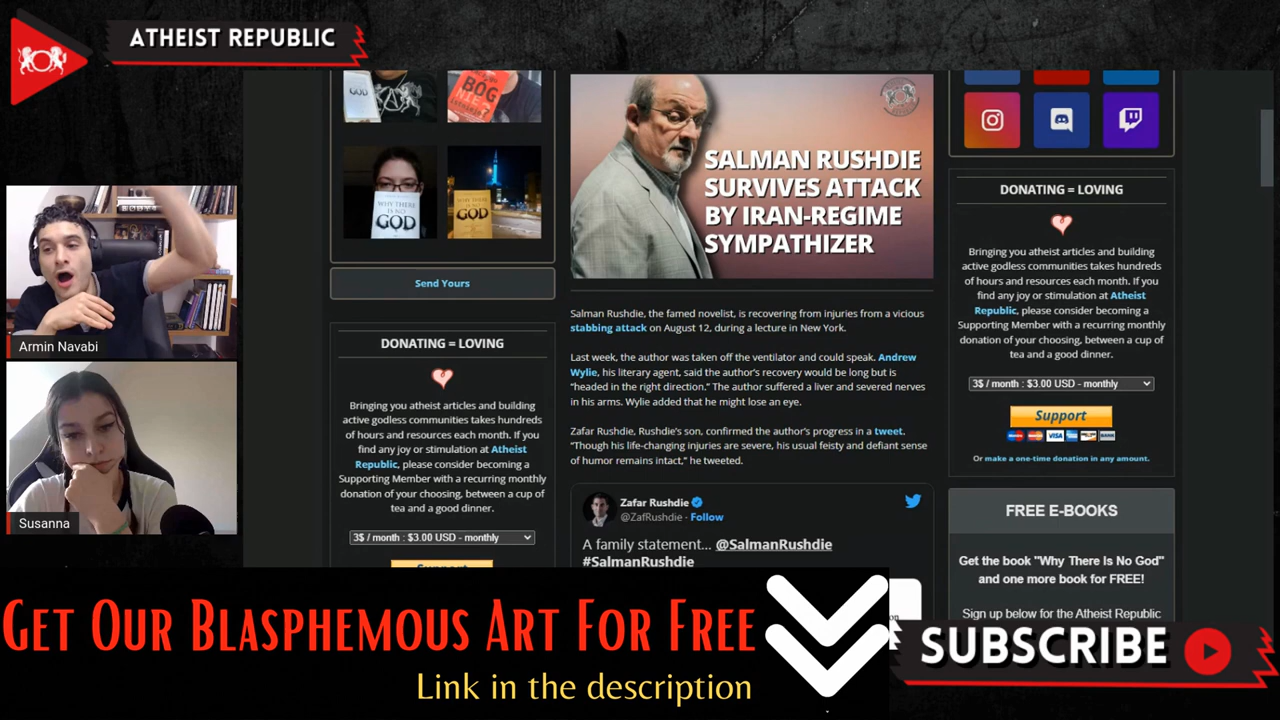 ATHEIST REPUBLIC
Armin Navabi
Susanna
GOD
BOG
NIE
WHY THERE
IS NO
GOD
Send Yours
DONATING = LOVING
Bringing you atheist articles and building
active godless communities takes hundreds
of hours and resources each month. If you
find any joy or stimulation at Atheist
Republic, please consider becoming a
Supporting Member with a recurring monthly
donation of your choosing, between a cup of
tea and a good dinner.
3$ / month : $3.00 USD - monthly
SALMAN RUSHDIE
SURVIVES ATTACK
BY IRAN-REGIME
SYMPATHIZER
Salman Rushdie, the famed novelist, is recovering from injuries from a vicious
stabbing attack on August 12, during a lecture in New York.
Last week, the author was taken off the ventilator and could speak. Andrew
Wylie, his literary agent, said the author's recovery would be long but is
“headed in the right direction.” The author suffered a liver and severed nerves
in his arms. Wylie added that he might lose an eye.
Zafar Rushdie, Rushdie's son, confirmed the author's progress in a tweet.
“Though his life-changing injuries are severe, his usual feisty and defiant sense
of humor remains intact,” he tweeted.
Zafar Rushdie
@ZafRushdie · Follow
A family statement... @SalmanRushdie
#SalmanRushdie
DONATING = LOVING
Bringing you atheist articles and building
active godless communities takes hundreds
of hours and resources each month. If you
find any joy or stimulation at Atheist
Republic, please consider becoming a
Supporting Member with a recurring monthly
donation of your choosing, between a cup of
tea and a good dinner.
3$ / month : $3.00 USD - monthly
Support
VISA
Or make a one-time donation in any amount.
FREE E-BOOKS
Get the book "Why There Is No God"
and one more book for FREE!
Sign up below for the Atheist Republic
GET OUR BLASPHEMOUS ART FOR FREE
Link in the description
SUBSCRIBE